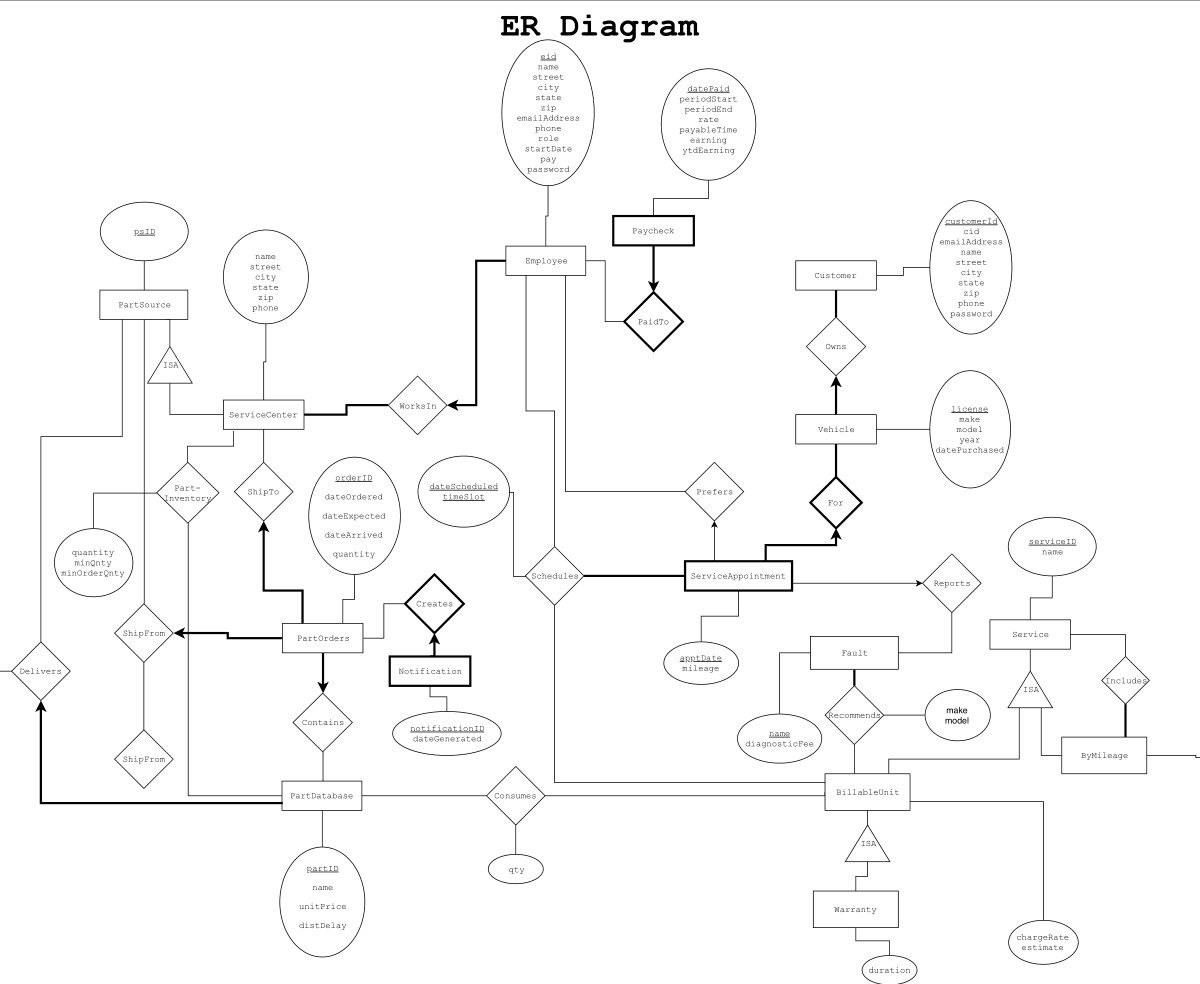 ER Diagram
eid
name
street
city
state
zip
emailAddress
phone
role
startDate
pay
password
datePaid
periodStart
periodEnd
rate
payableTime
earning
ytdEarning
psID
name
street
city
state
zip
phone
Paycheck
customerId
cid
emailAddress
name
street
city
state
zip
phone
password
Employee
Customer
PartSource
PaidTo
Owns
ISA
WorksIn
ServiceCenter
Vehicle
license
make
model
year
datePurchased
Part-
Inventory
ShipTo
orderID
dateOrdered
dateExpected
dateArrived
quantity
dateScheduled
timeSlot
Prefers
For
quantity
minQnty
minOrderQnty
serviceID
name
Schedules
ServiceAppointment
Reports
Creates
ShipFrom
PartOrders
Service
Fault
apptDate
mileage
Delivers
Notification
Includes
ISA
Contains
notificationID
dateGenerated
Recommends
make
model
name
diagnosticFee
ShipFrom
ByMileage
PartDatabase
Consumes
BillableUnit
ISA
qty
partID
name
unitPrice
distDelay
Warranty
chargeRate
estimate
duration